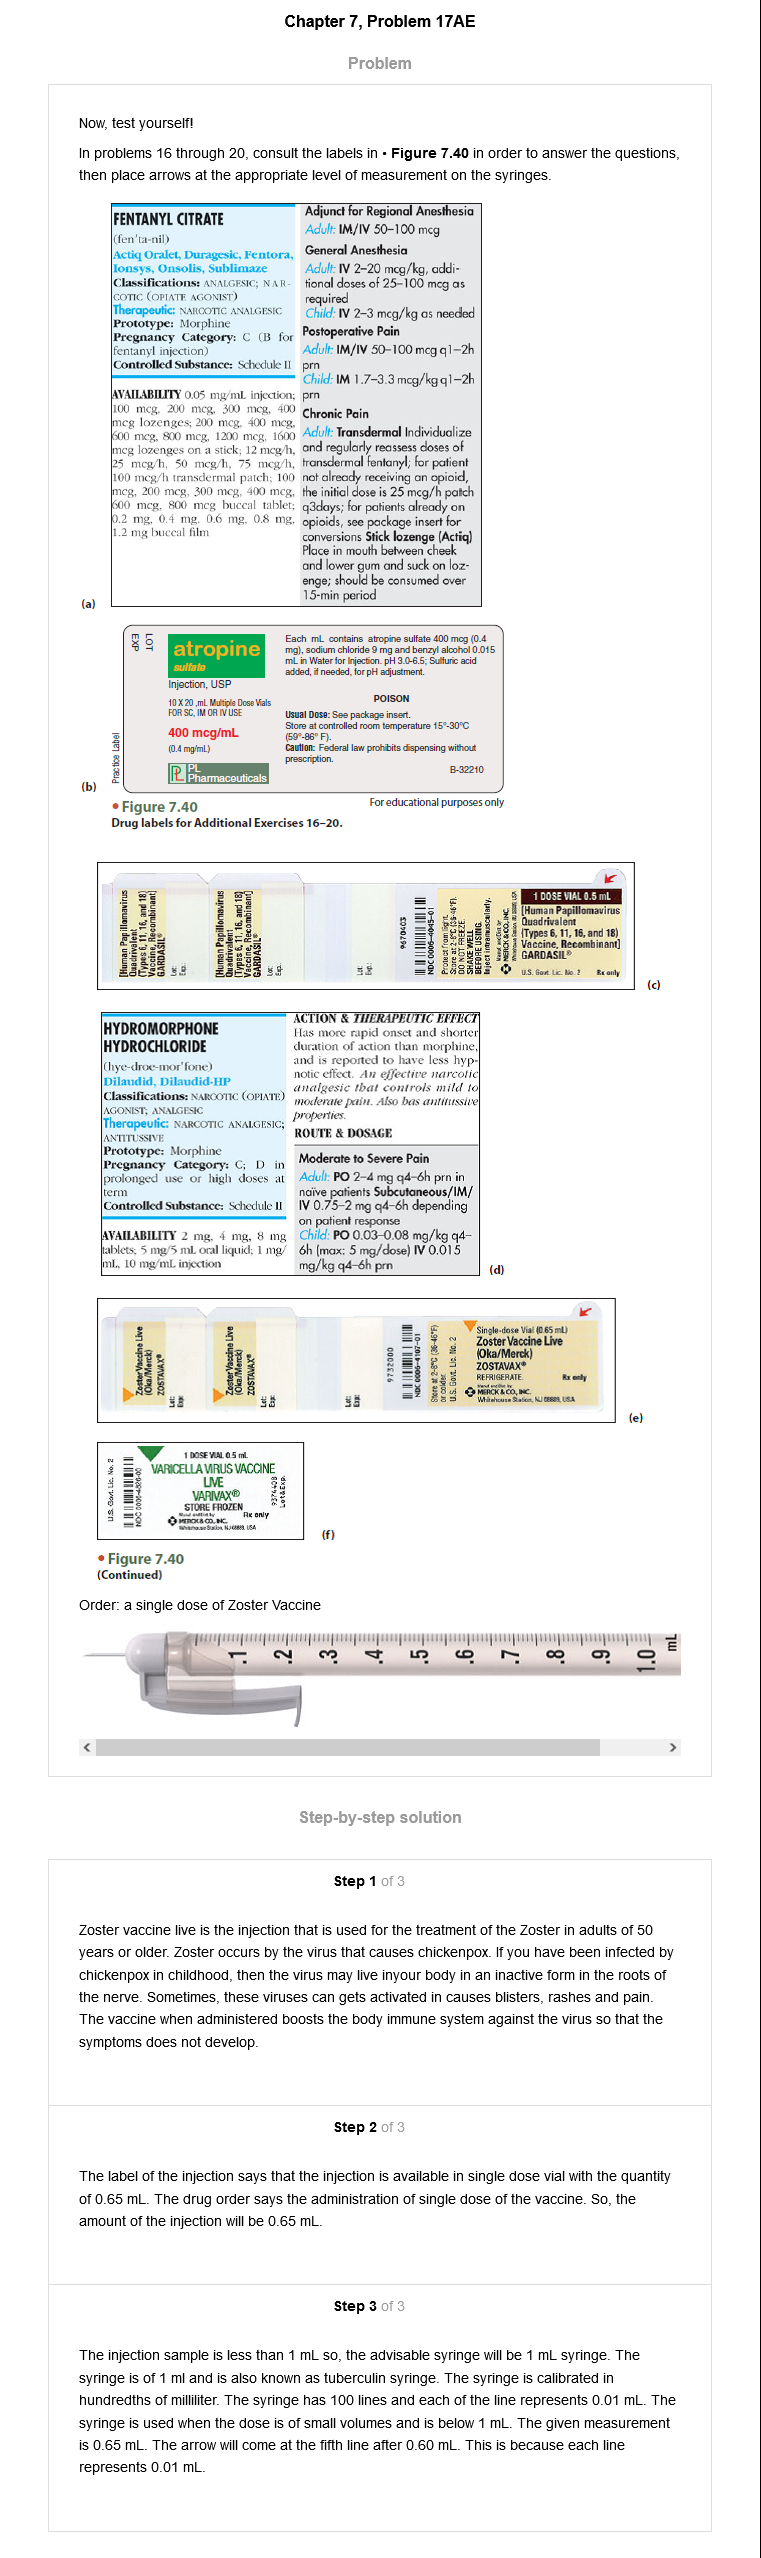 Chapter 7, Problem 17AE
Problem
Now, test yourself!
In problems 16 through 20, consult the labels in • Figure 7.40 in order to answer the questions,
then place arrows at the appropriate level of measurement on the syringes.
FENTANYL CITRATE
(fen'ta-nil)
Actiq Oralet, Duragesic, Fentora,
Ionsys, Onsolis, Sublimaze
Classifications: ANALGESIC; NAR-
COTIC (OPIATE AGONIST)
Therapeutic: NARCOTIC ANALGESIC
Prototype: Morphine
Pregnancy Category: C (B for
fentanyl injection)
Controlled Substance: Schedule II
AVAILABILITY 0.05 mg/mL injection;
100 mcg, 200 mcg, 300 mcg, 400
mcg lozenges; 200 mcg, 400 mcg,
600 mcg, 800 mcg, 1200 mcg, 1600
mcg lozenges on a stick; 12 mcg/h,
25 mcg/h, 50 mcg/h, 75 mcg/h,
100 mcg/h transdermal patch; 100
mcg, 200 mcg, 300 mcg, 400 mcg,
600 mcg, 800 mcg buccal tablet;
0.2 mg, 0.4 mg, 0.6 mg, 0.8 mg,
1.2 mg buccal film
Adjunct for Regional Anesthesia
Adult: IM/IV 50–100 mcg
General Anesthesia
Adult: IV 2–20 mcg/kg, addi-
tional doses of 25–100 mcg as
required
Child: IV 2–3 mcg/kg as needed
Postoperative Pain
Adult: IM/IV 50–100 mcg q1–2h
prn
Child: IM 1.7–3.3 mcg/kg q1–2h
prn
Chronic Pain
Adult: Transdermal Individualize
and regularly reassess doses of
transdermal fentanyl; for patient
not already receiving an opioid,
the initial dose is 25 mcg/h patch
q3days; for patients already on
opioids, see package insert for
conversions Stick lozenge (Actiq)
Place in mouth between cheek
and lower gum and suck on loz-
enge; should be consumed over
15-min period
(a)
LOT
EXP
atropine
sulfate
Injection, USP
10 X 20 ,mL Multiple Dose Vials
FOR SC, IM OR IV USE
400 mcg/mL
(0.4 mg/mL)
PL
PL
Pharmaceuticals
Practice Label
Each mL contains atropine sulfate 400 mcg (0.4
mg), sodium chloride 9 mg and benzyl alcohol 0.015
mL in Water for Injection. pH 3.0-6.5; Sulfuric acid
added, if needed, for pH adjustment.
POISON
Usual Dose: See package insert.
Store at controlled room temperature 15°-30°C
(59°-86° F).
Caution: Federal law prohibits dispensing without
prescription.
B-32210
(b)
For educational purposes only
• Figure 7.40
Drug labels for Additional Exercises 16–20.
[Human Papillomavirus
Quadrivalent
(Types 6, 11, 16, and 18)
Vaccine, Recombinant]
GARDASIL®
Lot:
Exp.:
[Human Papillomavirus
Quadrivalent
(Types 6, 11, 16, and 18)
Vaccine, Recombinant]
GARDASIL®
Lot:
Exp.:
Lot:
Exp.:
9679403
NDC 0006-4045-01
Protect from light.
Store at 2-8°C (36-46°F).
DO NOT FREEZE.
SHAKE WELL
BEFORE USING.
Inject intramuscularly.
MERCK & CO., INC.
1 DOSE VIAL 0.5 mL
[Human Papillomavirus
Quadrivalent
(Types 6, 11, 16, and 18)
Vaccine, Recombinant]
GARDASIL®
U.S. Govt. Lic. No. 2 Rx only
(c)
HYDROMORPHONE
HYDROCHLORIDE
(hye-droe-mor'fone)
Dilaudid, Dilaudid-HP
Classifications: NARCOTIC (OPIATE)
AGONIST; ANALGESIC
Therapeutic: NARCOTIC ANALGESIC;
ANTITUSSIVE
Prototype: Morphine
Pregnancy Category: C; D in
prolonged use or high doses at
term
Controlled Substance: Schedule II
AVAILABILITY 2 mg, 4 mg, 8 mg
tablets; 5 mg/5 mL oral liquid; 1 mg/
mL, 10 mg/mL injection
ACTION & THERAPEUTIC EFFECT
Has more rapid onset and shorter
duration of action than morphine,
and is reported to have less hyp-
notic effect. An effective narcotic
analgesic that controls mild to
moderate pain. Also has antitussive
properties.
ROUTE & DOSAGE
Moderate to Severe Pain
Adult: PO 2–4 mg q4–6h prn in
naïve patients Subcutaneous/IM/
IV 0.75–2 mg q4–6h depending
on patient response
Child: PO 0.03–0.08 mg/kg q4–
6h (max: 5 mg/dose) IV 0.015
mg/kg q4–6h prn
(d)
Zoster Vaccine Live
(Oka/Merck)
ZOSTAVAX®
Lot:
Exp:
Zoster Vaccine Live
(Oka/Merck)
ZOSTAVAX®
Lot:
Exp:
Lot:
Exp:
9732000
NDC 0006-4107-01
Store at 2-8°C (36-46°F)
or colder.
U.S. Govt. Lic. No. 2
Single-dose Vial (0.65 mL)
Zoster Vaccine Live
(Oka/Merck)
ZOSTAVAX®
REFRIGERATE. Rx only
MERCK & CO., INC.
Whitehouse Station, NJ 08889, USA
(e)
U.S. Govt. Lic. No. 2
NDC 0006-4826-00
1 DOSE VIAL 0.5 mL
VARICELLA VIRUS VACCINE
LIVE
VARIVAX®
STORE FROZEN
Rx only
MERCK & CO., INC.
Whitehouse Station, NJ 08889, USA
9374408
Lot&Exp.
(f)
• Figure 7.40
(Continued)
Order: a single dose of Zoster Vaccine
.1 .2 .3 .4 .5 .6 .7 .8 .9 1.0 mL
Step-by-step solution
Step 1 of 3
Zoster vaccine live is the injection that is used for the treatment of the Zoster in adults of 50
years or older. Zoster occurs by the virus that causes chickenpox. If you have been infected by
chickenpox in childhood, then the virus may live inyour body in an inactive form in the roots of
the nerve. Sometimes, these viruses can gets activated in causes blisters, rashes and pain.
The vaccine when administered boosts the body immune system against the virus so that the
symptoms does not develop.
Step 2 of 3
The label of the injection says that the injection is available in single dose vial with the quantity
of 0.65 mL. The drug order says the administration of single dose of the vaccine. So, the
amount of the injection will be 0.65 mL.
Step 3 of 3
The injection sample is less than 1 mL so, the advisable syringe will be 1 mL syringe. The
syringe is of 1 ml and is also known as tuberculin syringe. The syringe is calibrated in
hundredths of milliliter. The syringe has 100 lines and each of the line represents 0.01 mL. The
syringe is used when the dose is of small volumes and is below 1 mL. The given measurement
is 0.65 mL. The arrow will come at the fifth line after 0.60 mL. This is because each line
represents 0.01 mL.